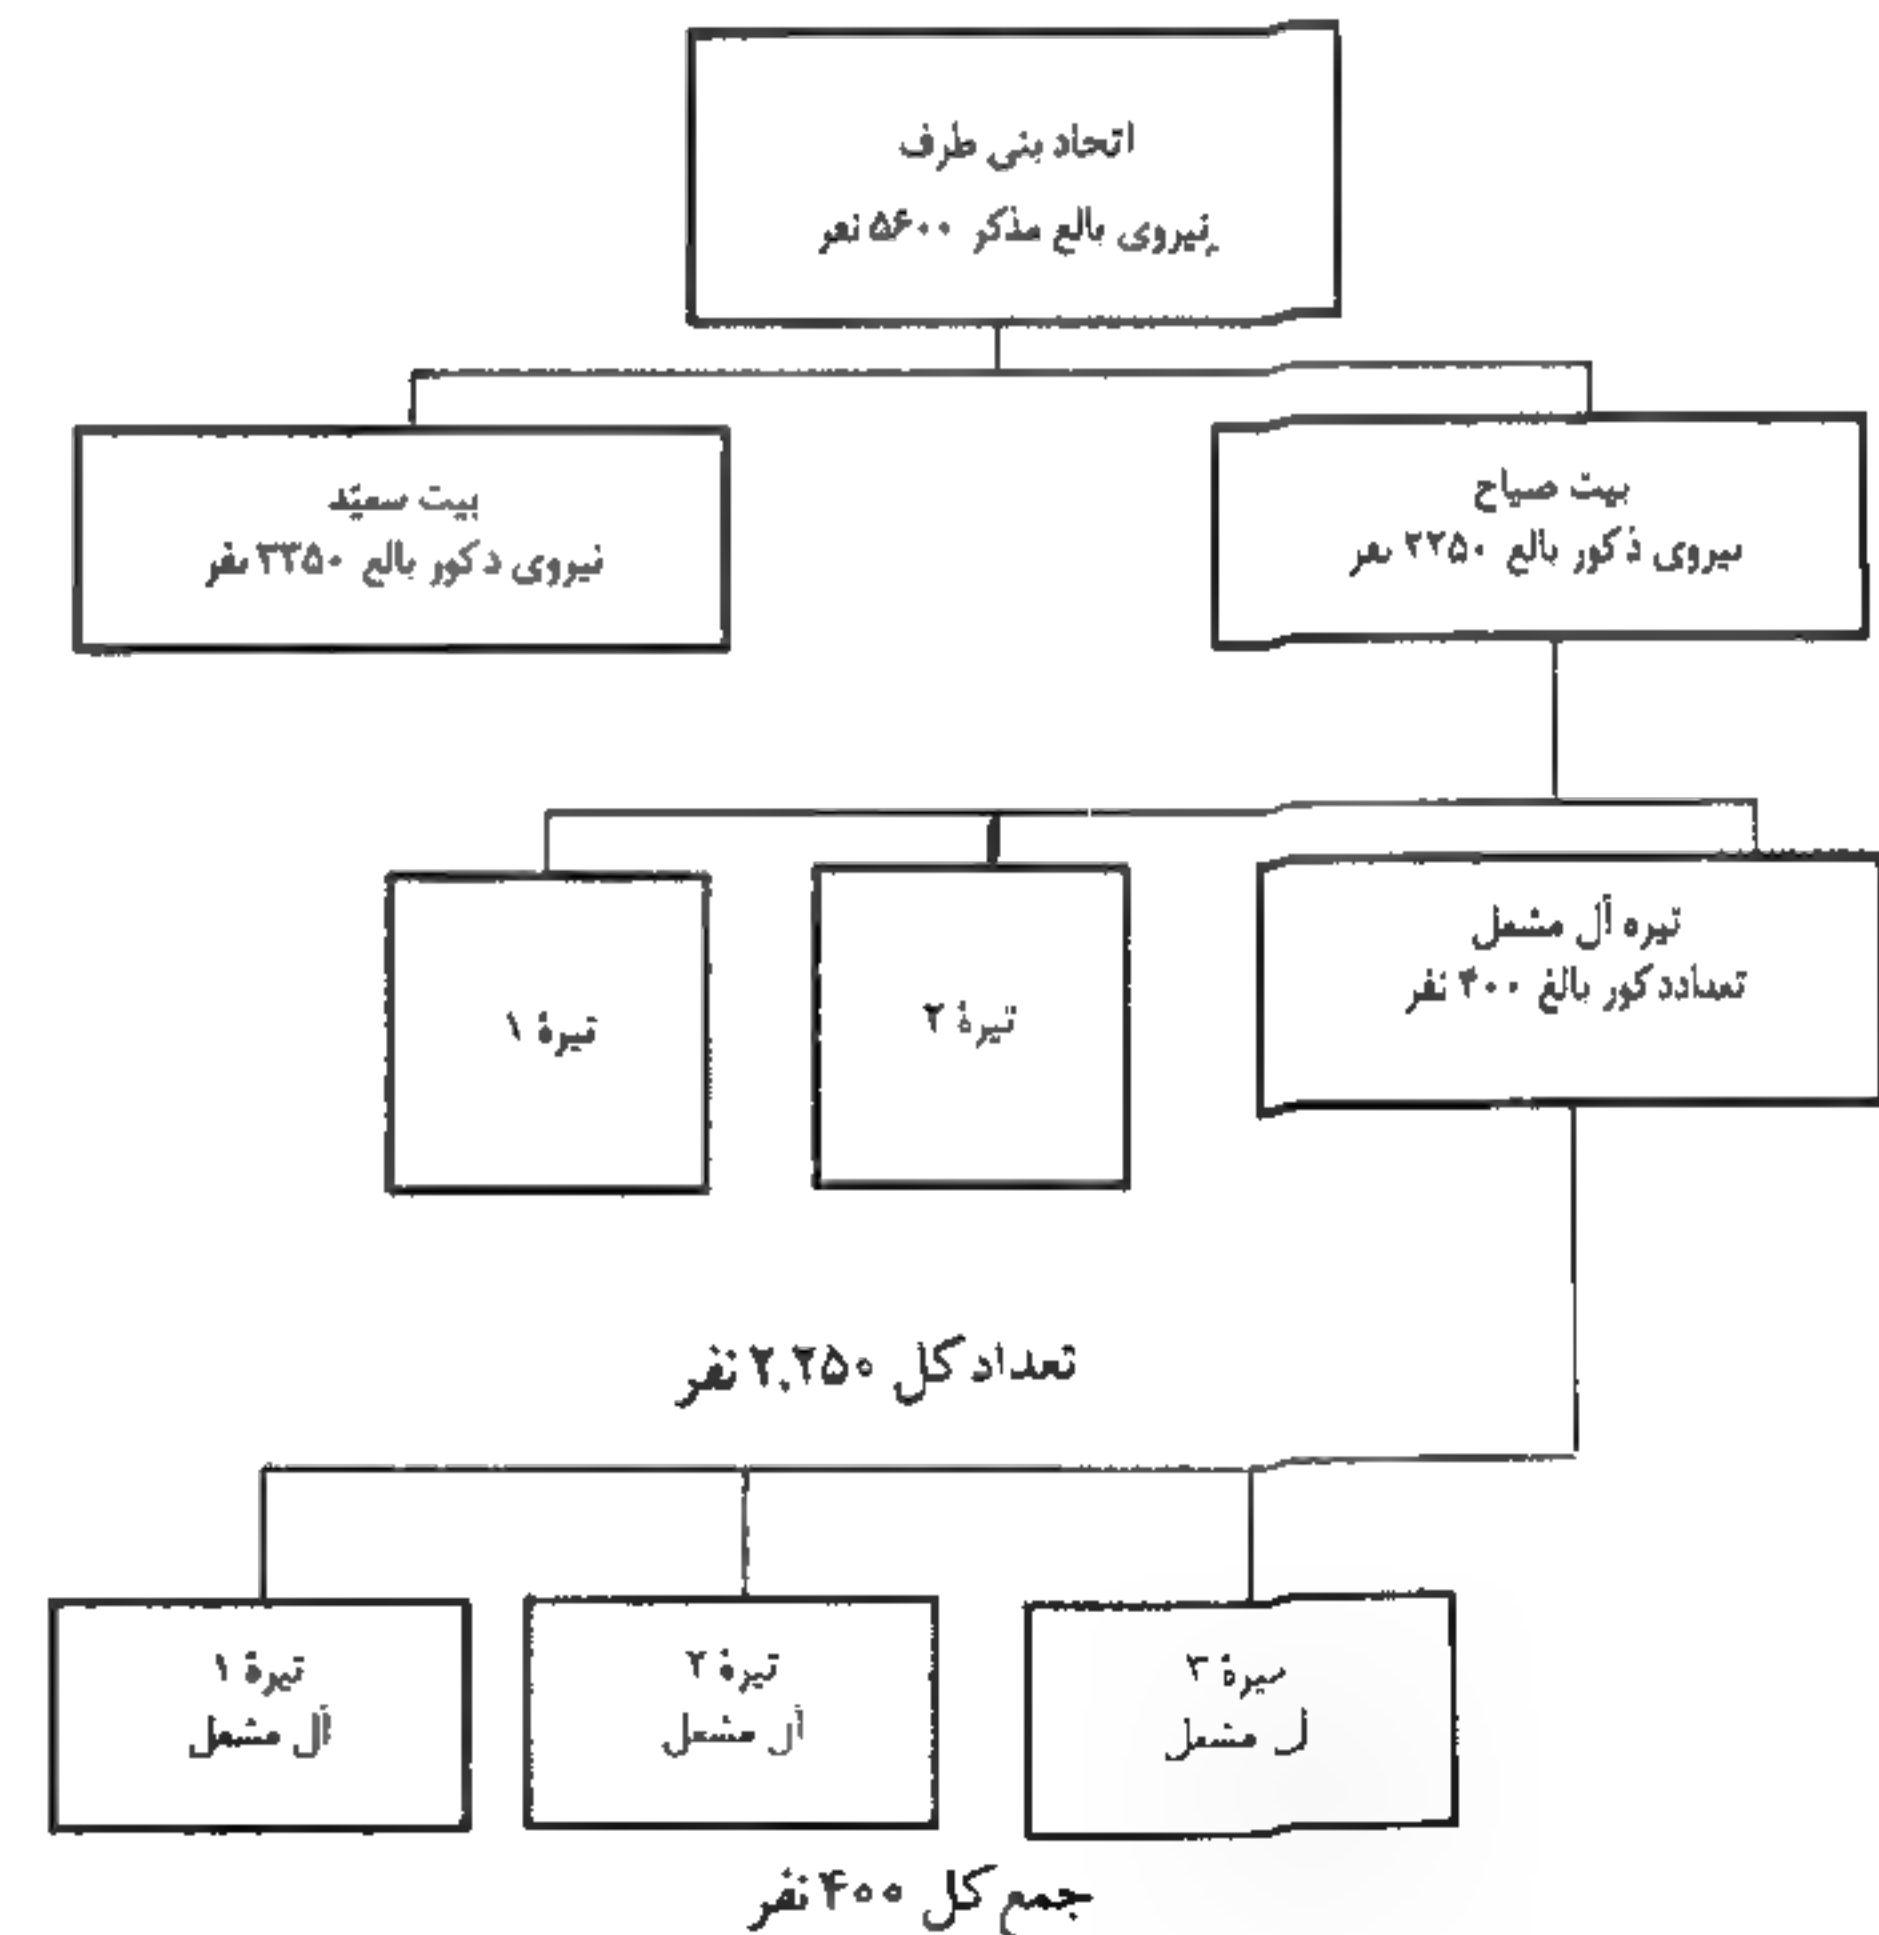 اتحاد بنی طرف
نیروی بالغ مذکر ۵۶۰۰ نفر
بیت صیاح
نیروی ذکور بالغ ۲۲۵۰ نفر
بیت سعیّد
نیروی ذکور بالغ ۳۳۵۰ نفر
تیره آل مشعل
تعداد ذکور بالغ ۴۰۰ نفر
تیرهٔ ۲
تیرهٔ ۱
تعداد کل ۲,۲۵۰ نفر
تیرهٔ ۳
آل مشعل
تیرهٔ ۲
آل مشعل
تیرهٔ ۱
آل مشعل
جمع کل ۴۰۰ نفر